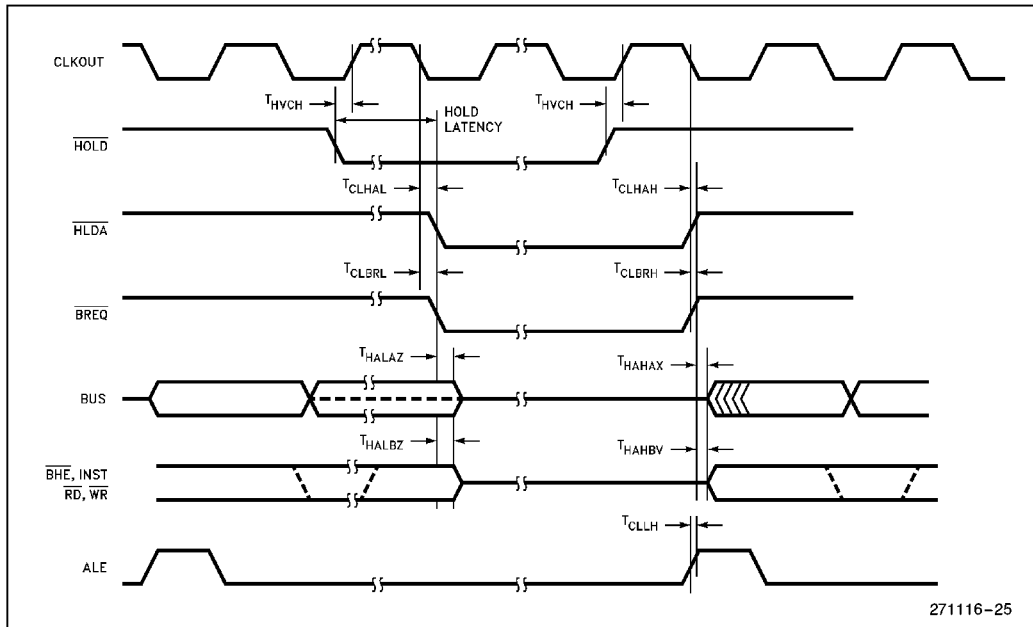 CLKOUT
THVCH
THVCH
HOLD
LATENCY
HOLD
TCLHAL
TCLHAH
HLDA
TCLBRL
TCLBRH
BREQ
THALAZ
THAHAX
BUS
THALBZ
THAHBV
BHE, INST
RD, WR
TCLLH
ALE
271116-25